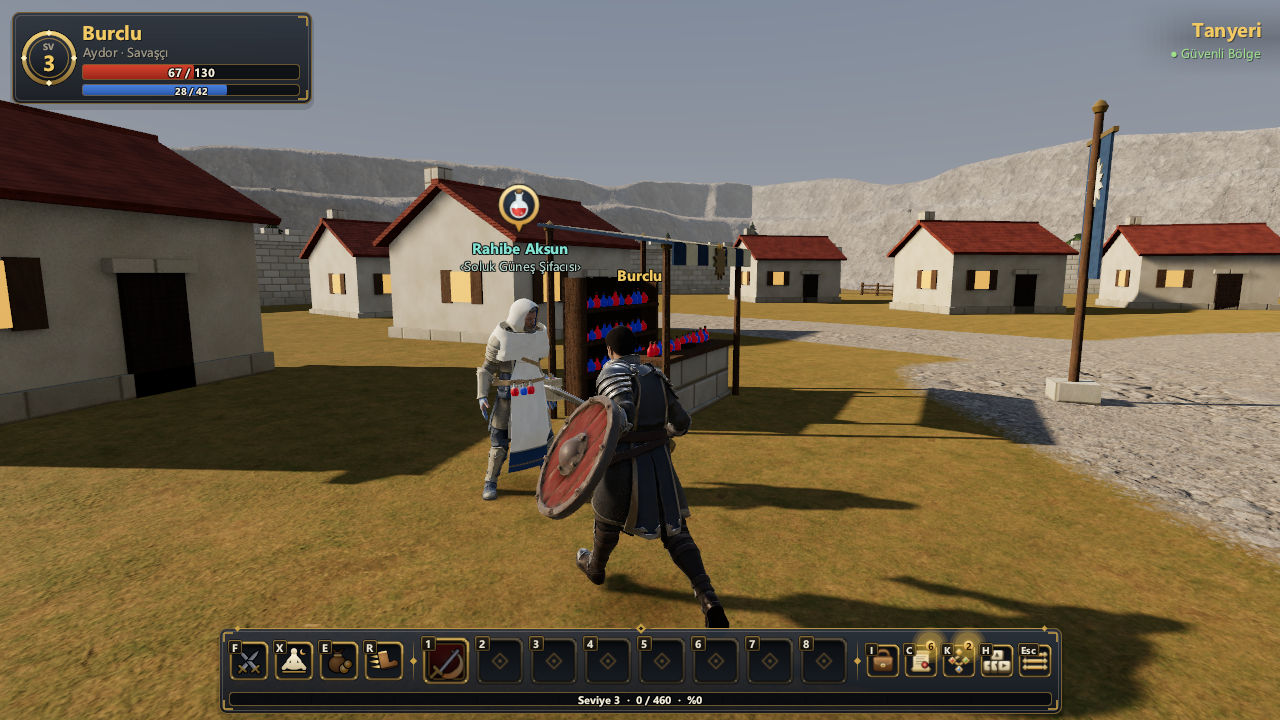 SV
3
Burclu
Aydor · Savaşçı
67 / 130
28 / 42
Tanyeri
Güvenli Bölge
Rahibe Aksun
‹Soluk Güneş Şifacısı›
Burclu
F
X
E
R
1
2
3
4
5
6
7
8
I
C
6
K
2
H
Esc
Seviye 3 · 0 / 460 · %0